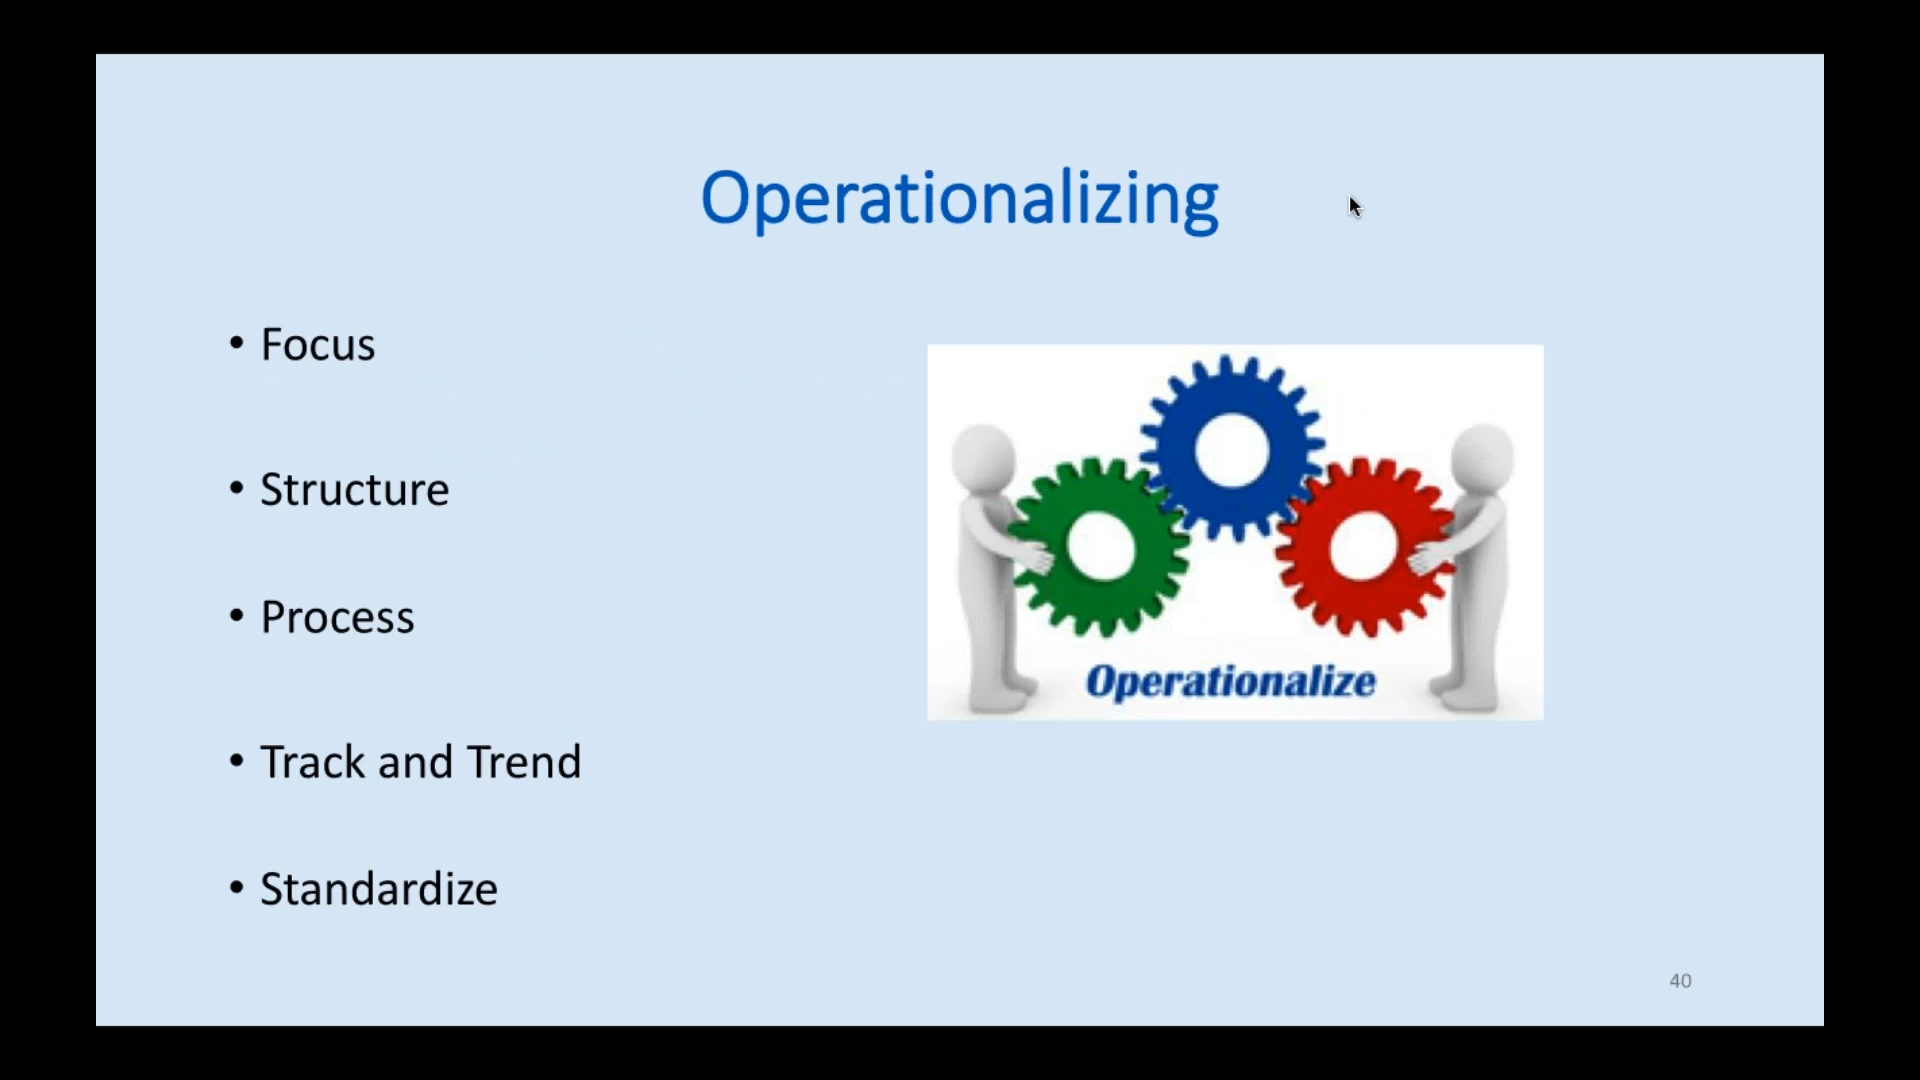 Operationalizing
• Focus
• Structure
• Process
• Track and Trend
• Standardize
Operationalize
40